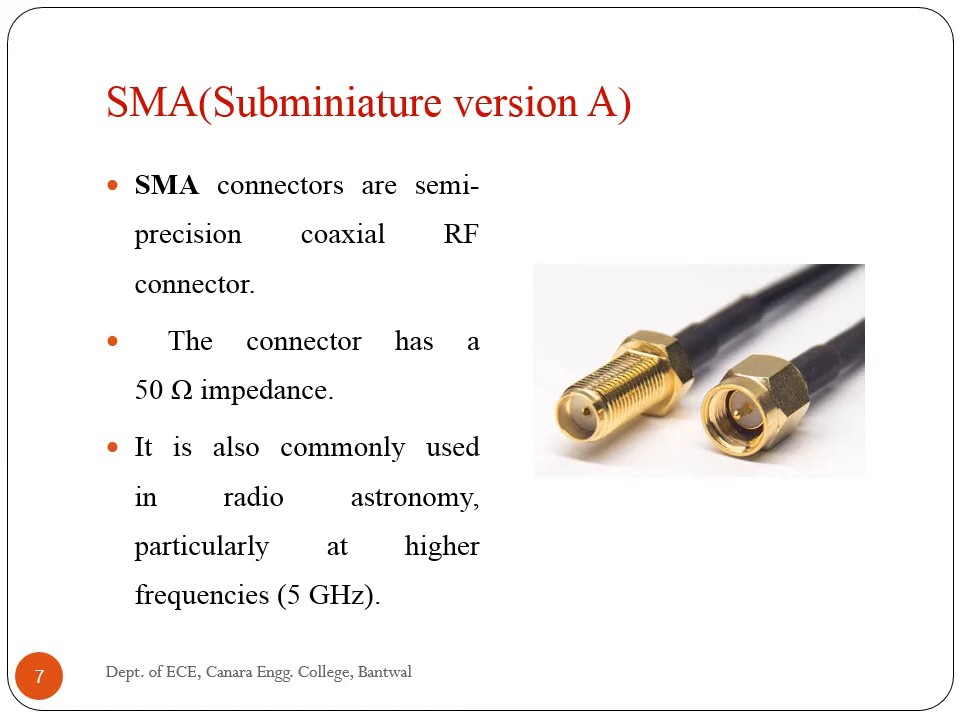 SMA(Subminiature version A)
SMA connectors are semi-
precision coaxial RF
connector.
The connector has a
50 Ω impedance.
It is also commonly used
in radio astronomy,
particularly at higher
frequencies (5 GHz).
7
Dept. of ECE, Canara Engg. College, Bantwal